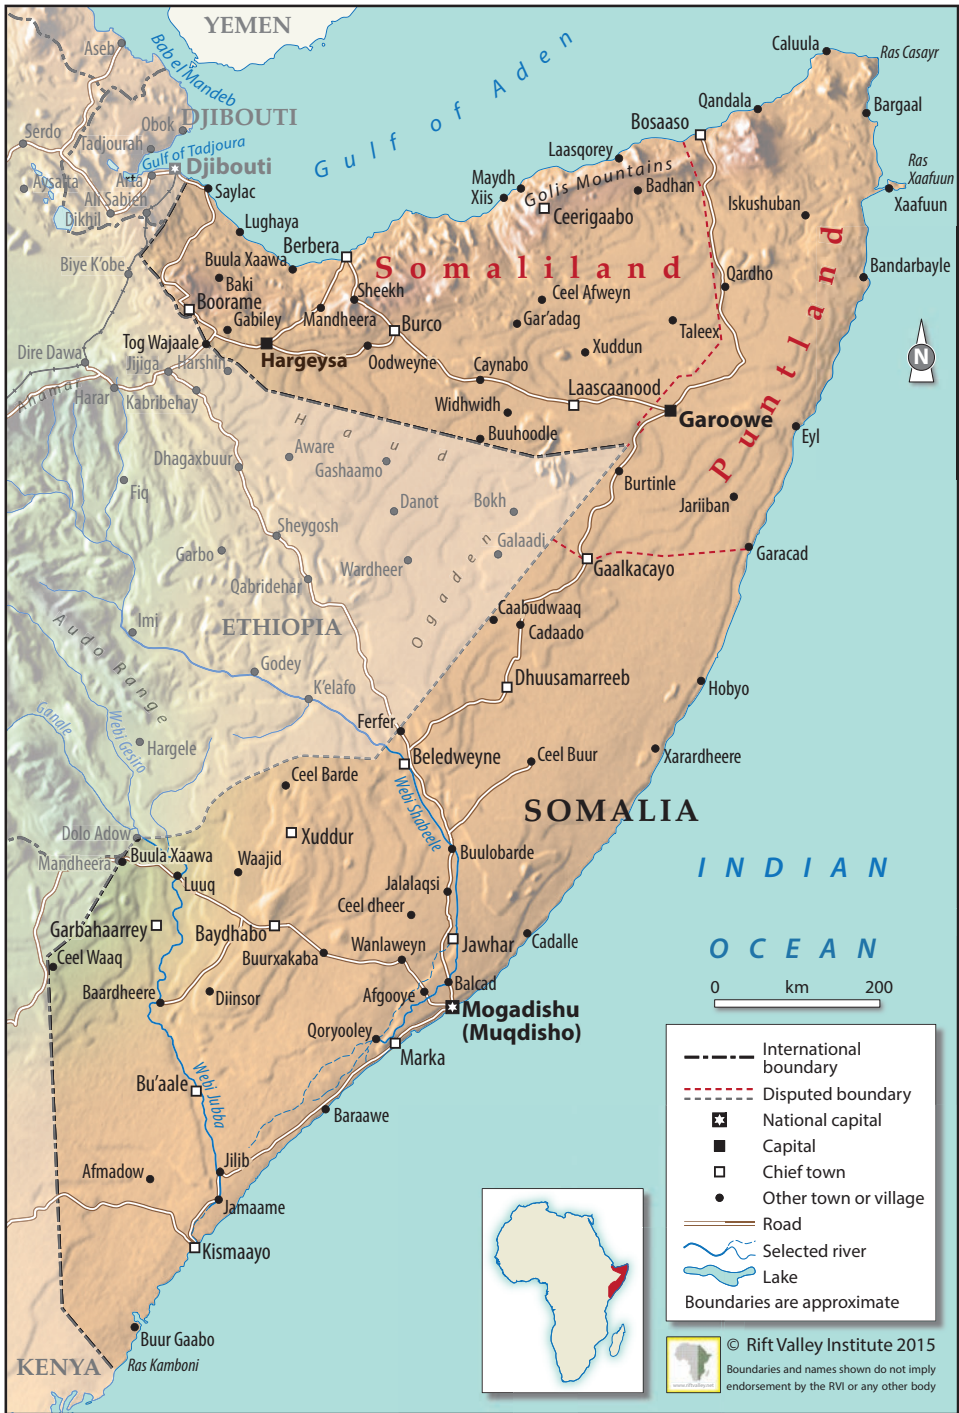 YEMEN
Aseb
Bab el Mandeb
Gulf of Aden
Caluula
Ras Casayr
Qandala
Bargaal
Bosaaso
DJIBOUTI
Obok
Serdo
Tadjourah
Gulf of Tadjoura
Djibouti
Laasqorey
Golis Mountains
Badhan
Ras
Xaafuun
Xaafuun
Aysaita
Arta
Ali Sabieh
Dikhil
Saylac
Maydh
Xiis
Ceerigaabo
Iskushuban
Lughaya
Berbera
Biye K'obe
Buula Xaawa
Somaliland
Puntland
Qardho
Bandarbayle
Baki
Sheekh
Ceel Afweyn
Boorame
Gabiley
Mandheera
Burco
Gar'adag
Taleex
N
Tog Wajaale
Hargeysa
Oodweyne
Xuddun
Dire Dawa
Jijiga
Harshin
Caynabo
Ahamar
Harar
Kabribehay
Laascaanood
Widhwidh
Garoowe
Haud
Buuhoodle
Eyl
Aware
Dhagaxbuur
Gashaamo
Burtinle
Fiq
Danot
Bokh
Jariiban
Sheygosh
Galaadi
Garbo
Wardheer
Garacad
Gaalkacayo
Qabridehar
Ogaden
Caabudwaaq
Imi
ETHIOPIA
Cadaado
Audo Range
Godey
Dhuusamarreeb
K'elafo
Hobyo
Ganale
Webi Gesiro
Ferfer
Hargele
Beledweyne
Ceel Buur
Xarardheere
Ceel Barde
Webi Shabeele
SOMALIA
Dolo Adow
Xuddur
Mandheera
Buula Xaawa
Waajid
Buulobarde
INDIAN
OCEAN
Luuq
Jalalaqsi
Ceel dheer
Garbahaarrey
Baydhabo
Wanlaweyn
Jawhar
Cadalle
Ceel Waaq
Buurxakaba
Balcad
Baardheere
Diinsor
Afgooye
Mogadishu
(Muqdisho)
Qoryooley
Marka
Bu'aale
Webi Jubba
Baraawe
Afmadow
Jilib
Jamaame
Kismaayo
Buur Gaabo
KENYA
Ras Kamboni
0 km 200
International
boundary
Disputed boundary
National capital
Capital
Chief town
Other town or village
Road
Selected river
Lake
Boundaries are approximate
© Rift Valley Institute 2015
Boundaries and names shown do not imply
endorsement by the RVI or any other body
www.riftvalley.net